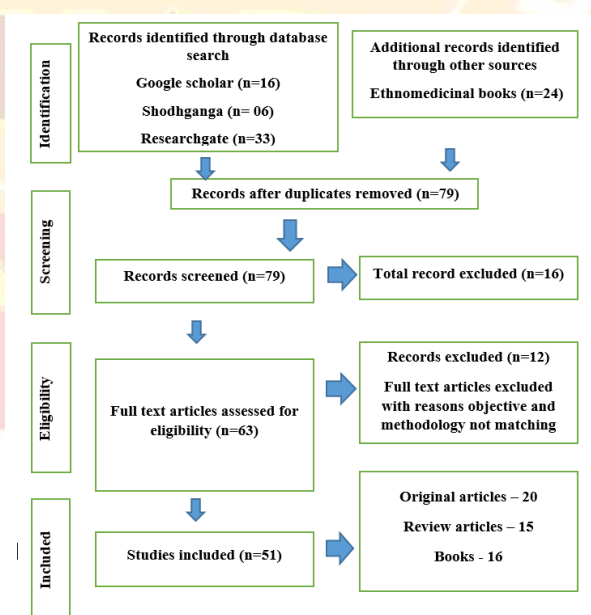 Identification
Records identified through database
search
Google scholar (n=16)
Shodhganga (n= 06)
Researchgate (n=33)
Additional records identified
through other sources
Ethnomedicinal books (n=24)
Records after duplicates removed (n=79)
Screening
Records screened (n=79)
Total record excluded (n=16)
Eligibility
Full text articles assessed for
eligibility (n=63)
Records excluded (n=12)
Full text articles excluded
with reasons objective and
methodology not matching
Included
Studies included (n=51)
Original articles – 20
Review articles – 15
Books - 16